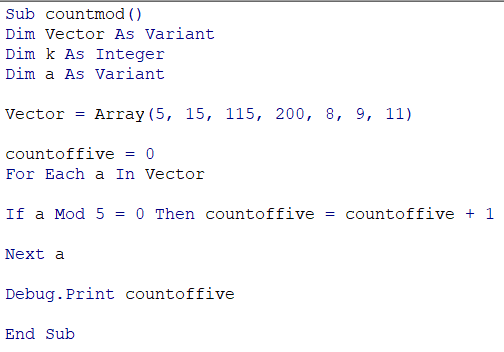 Sub countmod()
Dim Vector As Variant
Dim k As Integer
Dim a As Variant
Vector = Array(5, 15, 115, 200, 8, 9, 11)
countoffive = 0
For Each a In Vector
If a Mod 5 = 0 Then countoffive = countoffive + 1
Next a
Debug.Print countoffive
End Sub